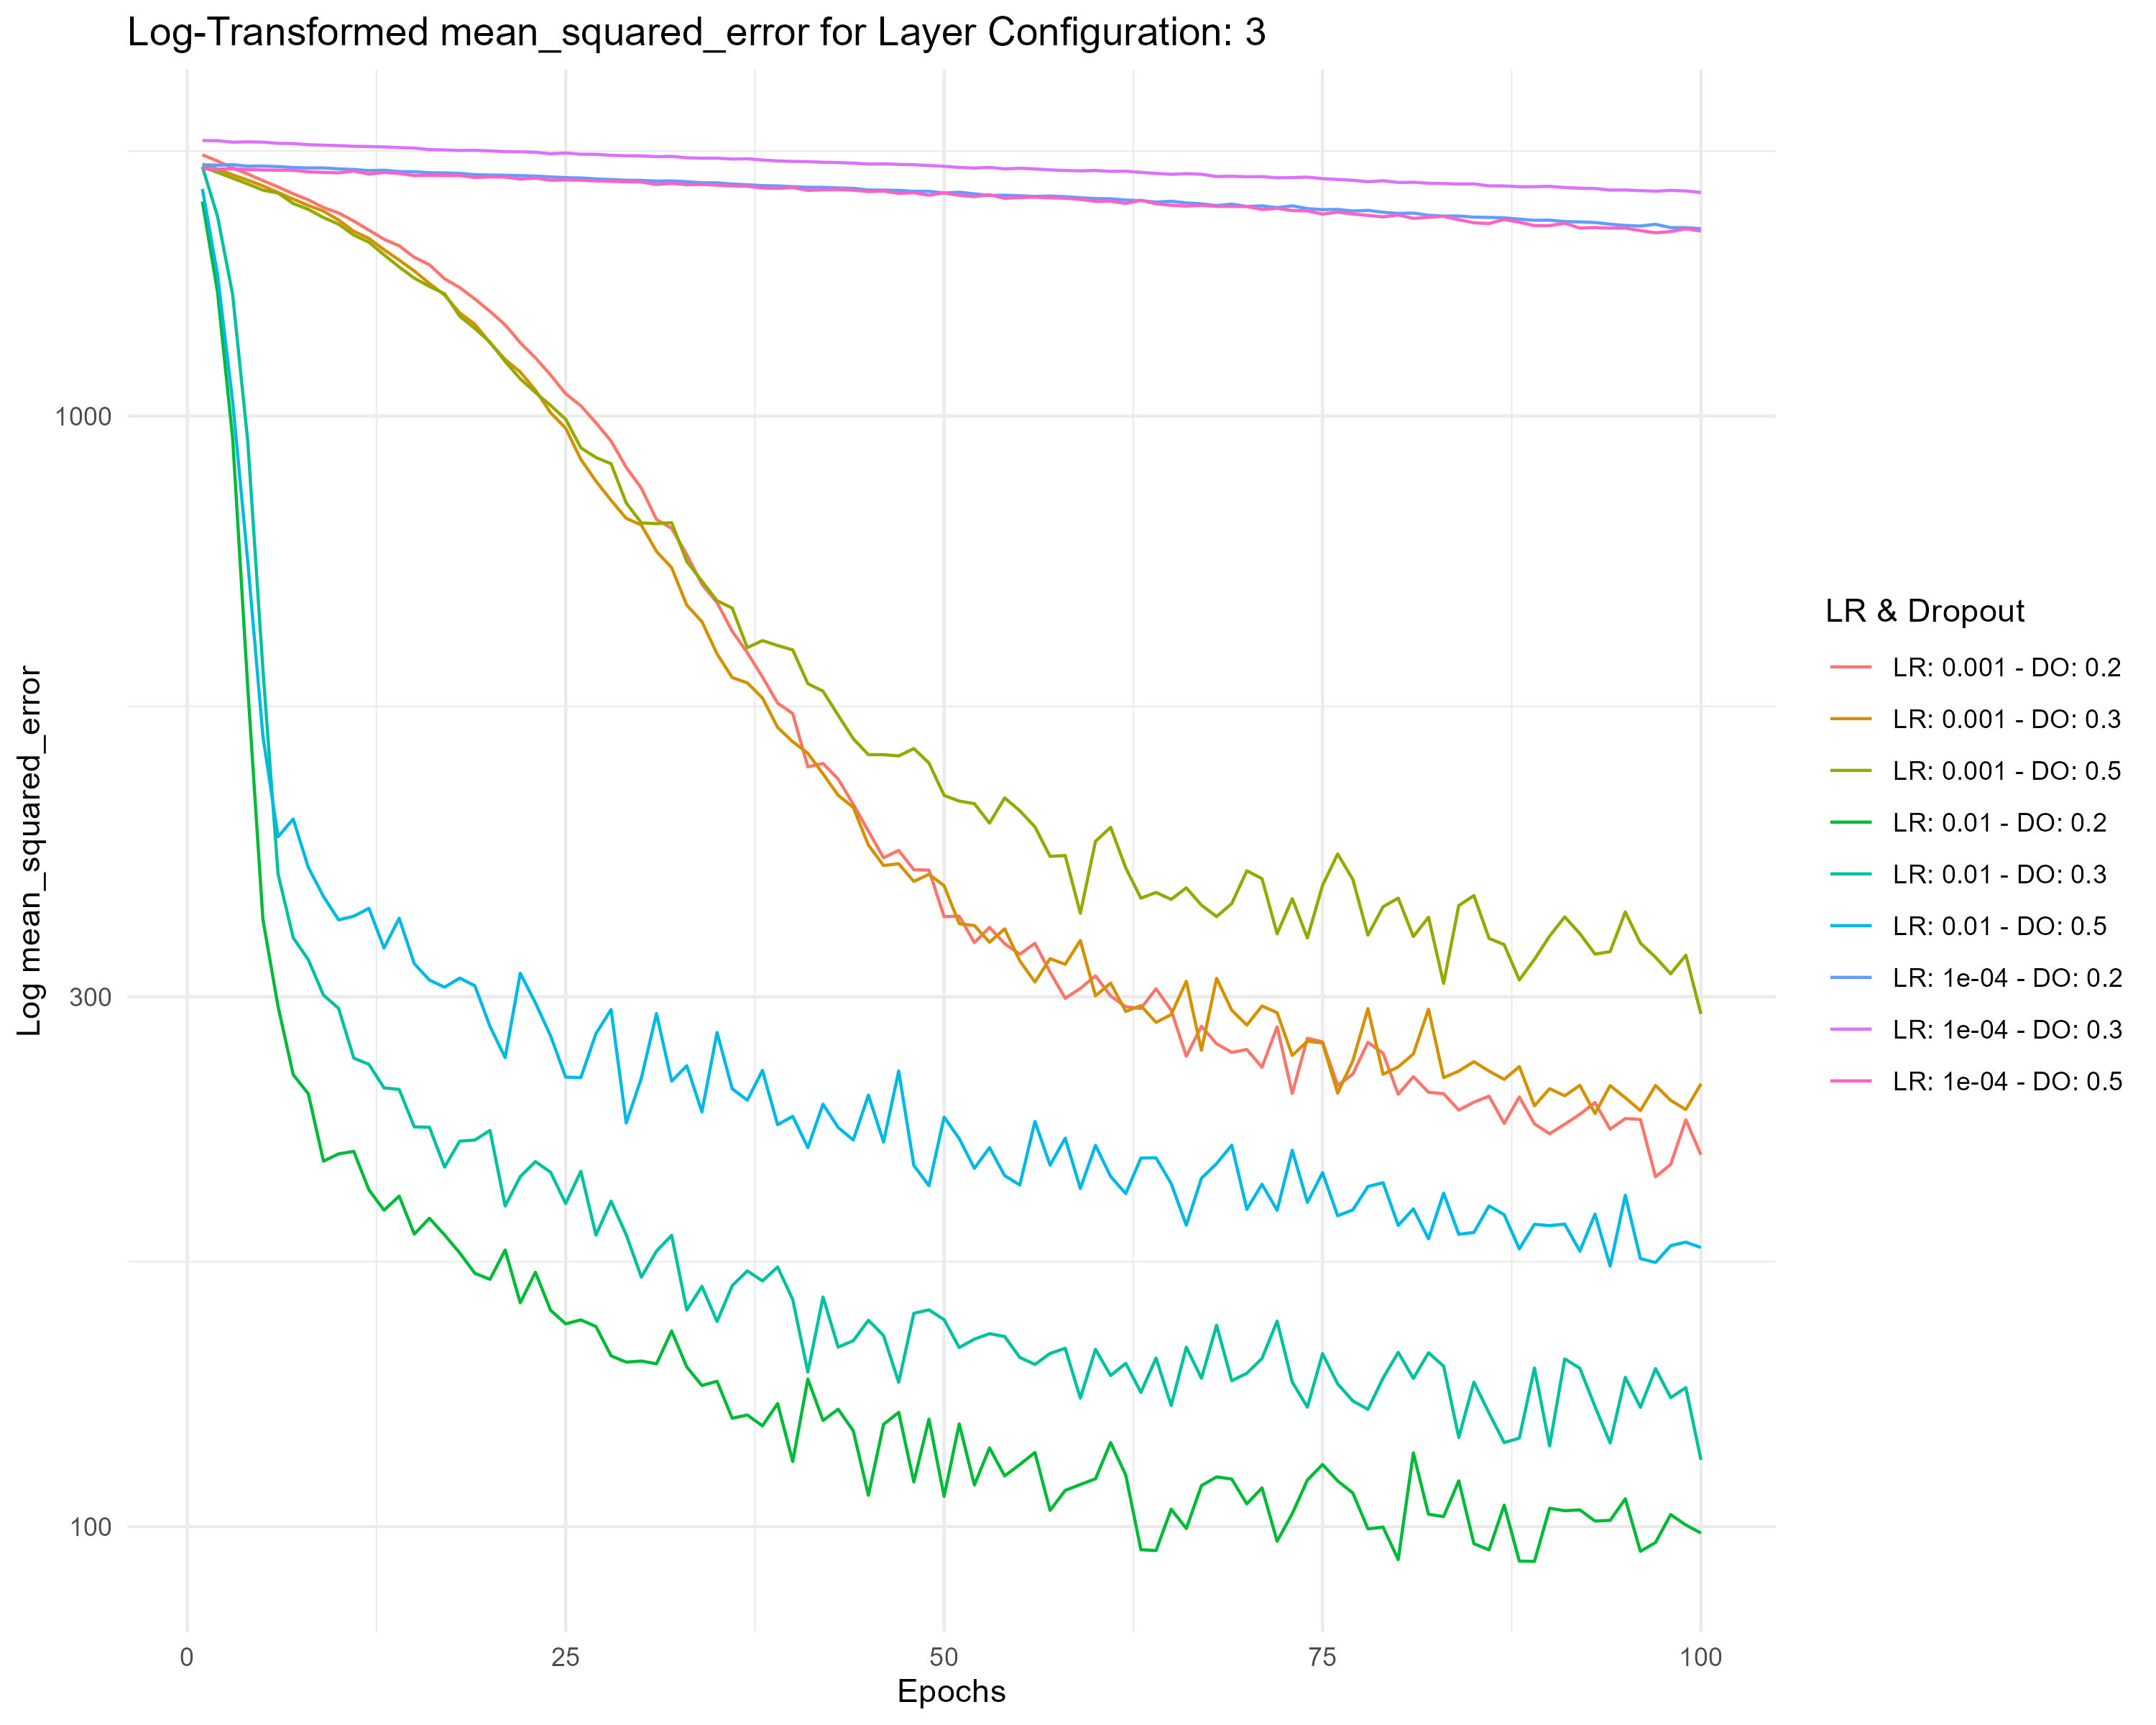 Log-Transformed mean_squared_error for Layer Configuration: 3
Log mean_squared_error
1000
300
100
0
25
50
75
100
Epochs
LR & Dropout
LR: 0.001 - DO: 0.2
LR: 0.001 - DO: 0.3
LR: 0.001 - DO: 0.5
LR: 0.01 - DO: 0.2
LR: 0.01 - DO: 0.3
LR: 0.01 - DO: 0.5
LR: 1e-04 - DO: 0.2
LR: 1e-04 - DO: 0.3
LR: 1e-04 - DO: 0.5